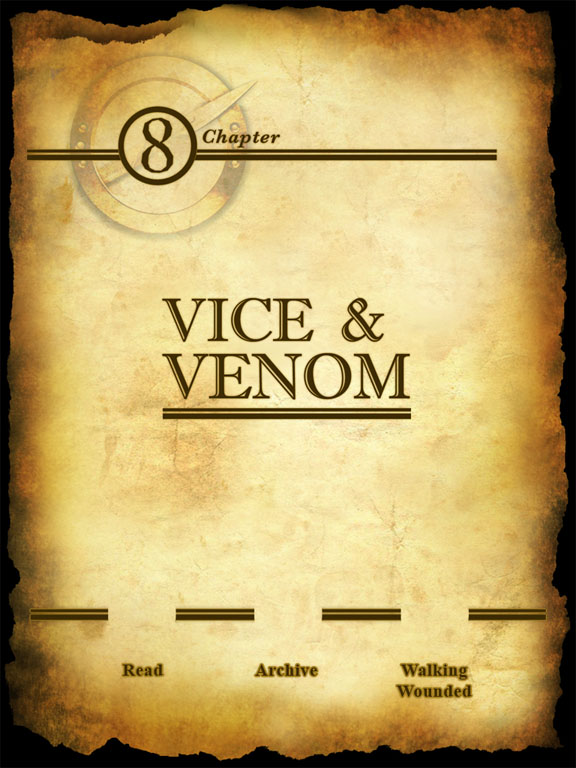 8
Chapter
VICE &
VENOM
Read
Archive
Walking
Wounded